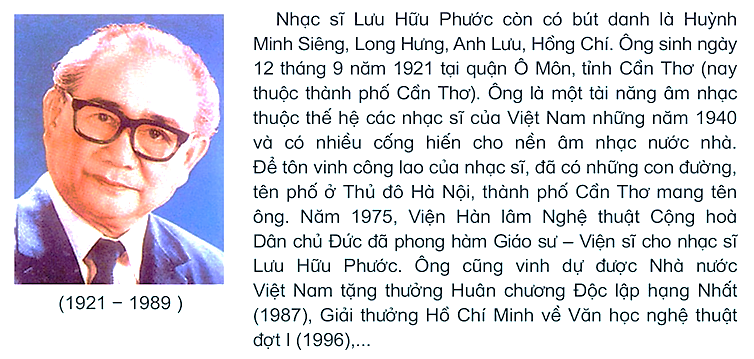 Nhạc sĩ Lưu Hữu Phước còn có bút danh là Huỳnh
Minh Siêng, Long Hưng, Anh Lưu, Hồng Chí. Ông sinh ngày
12 tháng 9 năm 1921 tại quận Ô Môn, tỉnh Cần Thơ (nay
thuộc thành phố Cần Thơ). Ông là một tài năng âm nhạc
thuộc thế hệ các nhạc sĩ của Việt Nam những năm 1940
và có nhiều cống hiến cho nền âm nhạc nước nhà.
Để tôn vinh công lao của nhạc sĩ, đã có những con đường,
tên phố ở Thủ đô Hà Nội, thành phố Cần Thơ mang tên
ông. Năm 1975, Viện Hàn lâm Nghệ thuật Cộng hoà
Dân chủ Đức đã phong hàm Giáo sư – Viện sĩ cho nhạc sĩ
Lưu Hữu Phước. Ông cũng vinh dự được Nhà nước
Việt Nam tặng thưởng Huân chương Độc lập hạng Nhất
(1987), Giải thưởng Hồ Chí Minh về Văn học nghệ thuật
đợt I (1996),...
(1921 – 1989 )